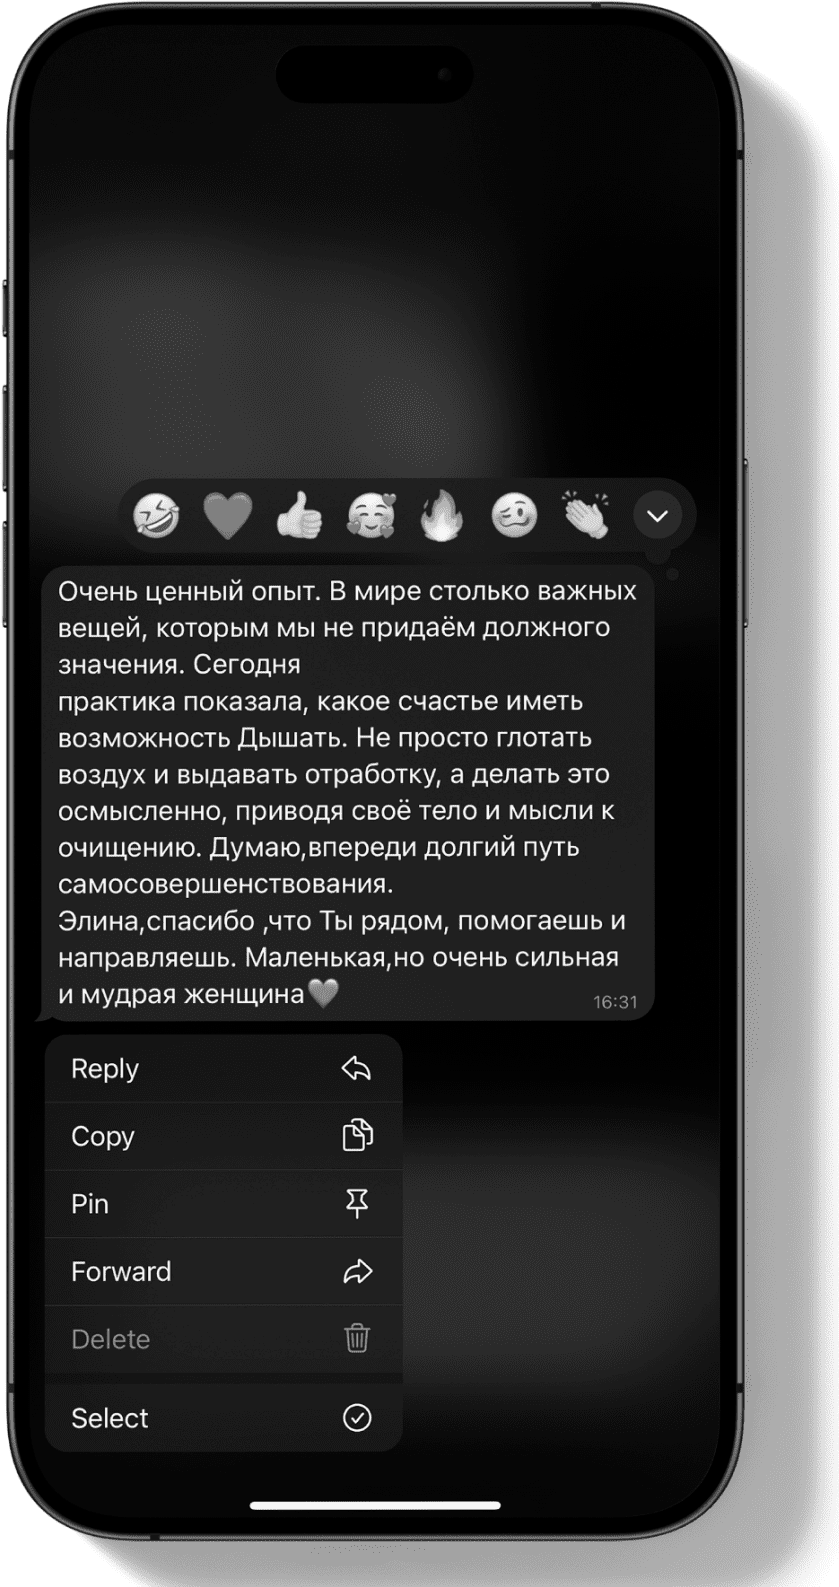 Очень ценный опыт. В мире столько важных
вещей, которым мы не придаём должного
значения. Сегодня
практика показала, какое счастье иметь
возможность Дышать. Не просто глотать
воздух и выдавать отработку, а делать это
осмысленно, приводя своё тело и мысли к
очищению. Думаю,впереди долгий путь
самосовершенствования.
Элина,спасибо ,что Ты рядом, помогаешь и
направляешь. Маленькая,но очень сильная
и мудрая женщина🩶
16:31
Reply
Copy
Pin
Forward
Delete
Select